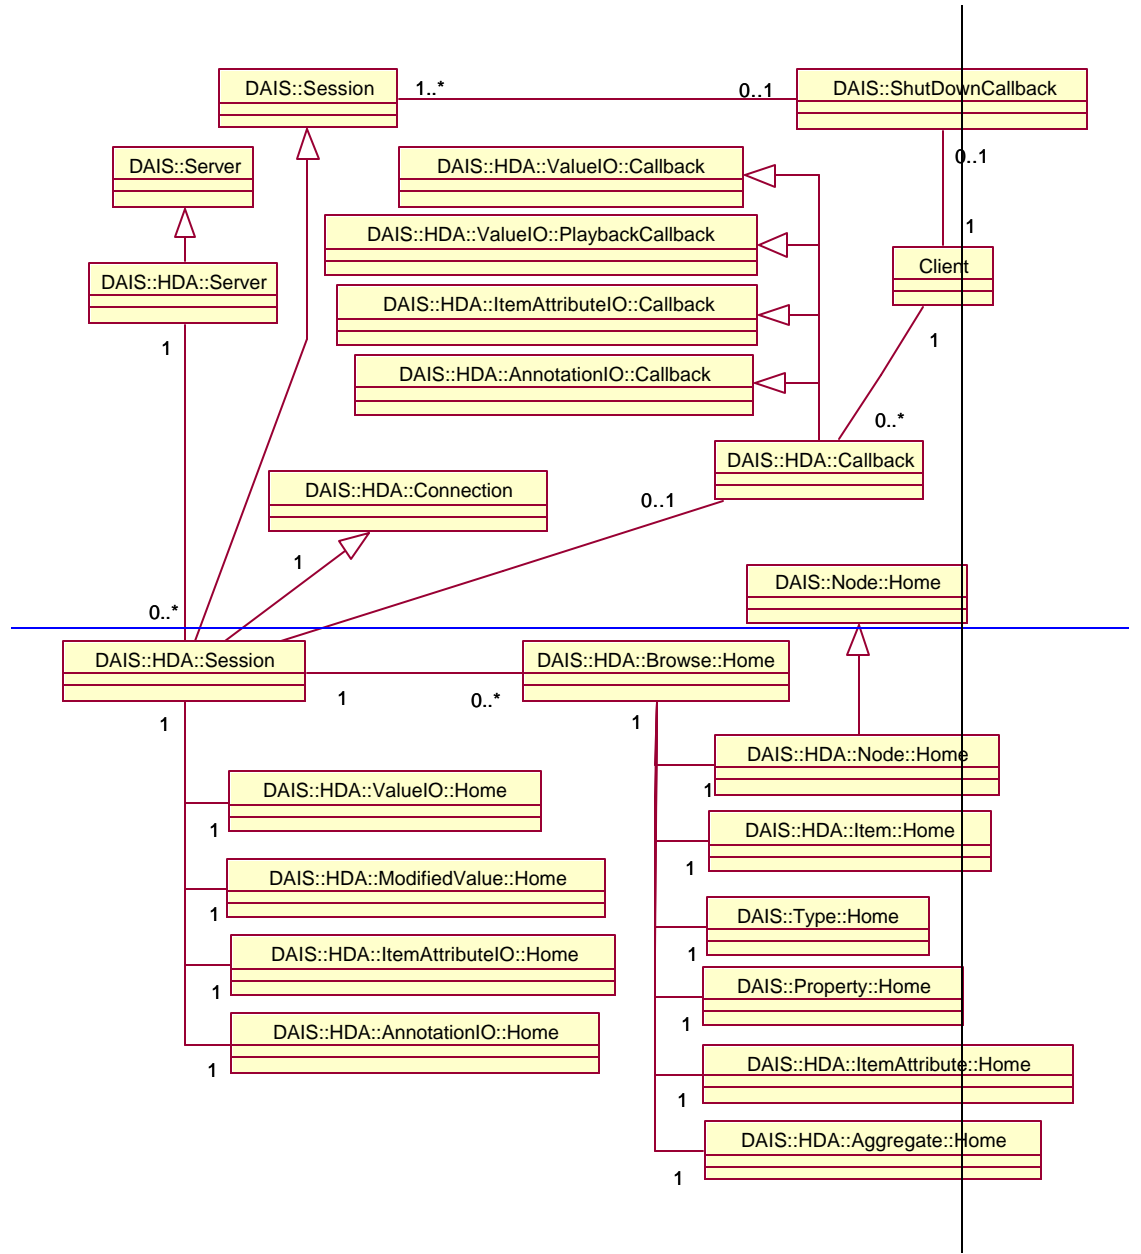 DAIS::Session
1..*
0..1
DAIS::ShutDownCallback
DAIS::Server
DAIS::HDA::ValueIO::Callback
0..1
DAIS::HDA::ValueIO::PlaybackCallback
1
DAIS::HDA::Server
Client
DAIS::HDA::ItemAttributeIO::Callback
1
1
DAIS::HDA::AnnotationIO::Callback
0..*
DAIS::HDA::Callback
DAIS::HDA::Connection
0..1
1
DAIS::Node::Home
0..*
DAIS::HDA::Session
DAIS::HDA::Browse::Home
1
0..*
1
1
DAIS::HDA::Node::Home
1
DAIS::HDA::ValueIO::Home
1
DAIS::HDA::Item::Home
1
DAIS::HDA::ModifiedValue::Home
1
DAIS::Type::Home
1
DAIS::HDA::ItemAttributeIO::Home
1
DAIS::Property::Home
1
DAIS::HDA::AnnotationIO::Home
1
DAIS::HDA::ItemAttribute::Home
1
DAIS::HDA::Aggregate::Home
1